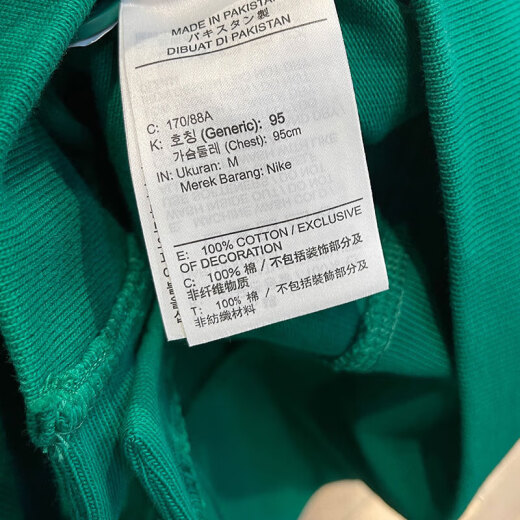 MADE IN PAKISTAN
パキスタン製
DIBUAT DI PAKISTAN
C: 170/88A
K: 호칭 (Generic): 95
가슴둘레 (Chest): 95cm
IN: Ukuran: M
Merek Barang: Nike
E: 100% COTTON / EXCLUSIVE
OF DECORATION
C: 100% 棉 / 不包括装饰部分及
非纤维物质
T: 100% 棉 / 不包括裝飾部分及
非紡織材料